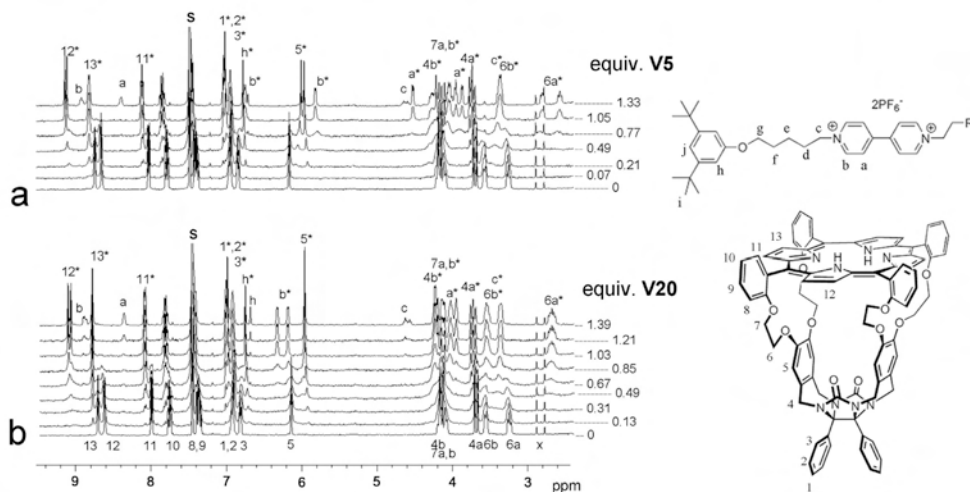 12* b 13* a 11* S 1*,2* 3* h* b* 5* b* c a* 4b* 7a,b* a* 4a* c* 6b* 6a*
equiv. V5
1.33
1.05
0.77
0.49
0.21
0.07
0
a
2PF6-
R
g e c
O N+ N+
f d
j h b a
i
12* b 13* a 11* S 1*,2* 3* h* h b* 5* c 4b* 7a,b* a* 4a* 6b* c* 6a*
equiv. V20
1.39
1.21
1.03
0.85
0.67
0.49
0.31
0.13
0
b
13 12 11 10 8,9 1,2 3 5 4b 7a,b 4a 6b 6a x
9 8 7 6 5 4 3 ppm
13
11
10
9
8
12
N NH HN N
O O O O
7
O O O O
6
5
4
O O
N N N N
3
2
1